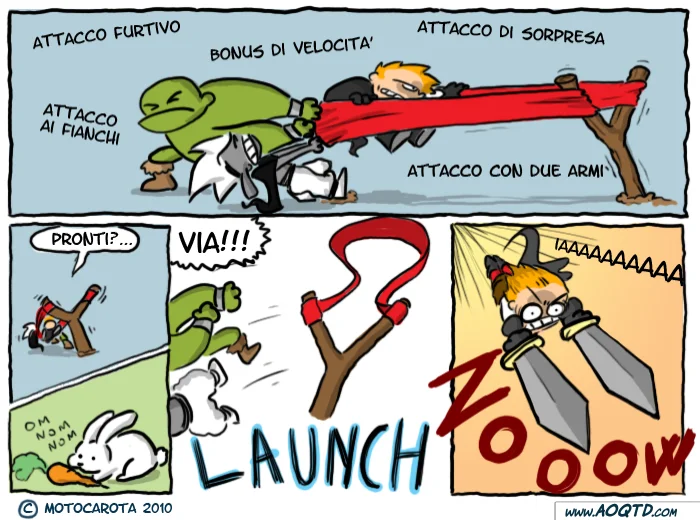 ATTACCO FURTIVO
BONUS DI VELOCITA'
ATTACCO DI SORPRESA
ATTACCO
AI FIANCHI
ATTACCO CON DUE ARMI
PRONTI?...
OM
NOM
NOM
VIA!!!
LAUNCH
IAAAAAAAAAA
ZOOOOW
© MOTOCAROTA 2010
WWW.AOQTD.COM